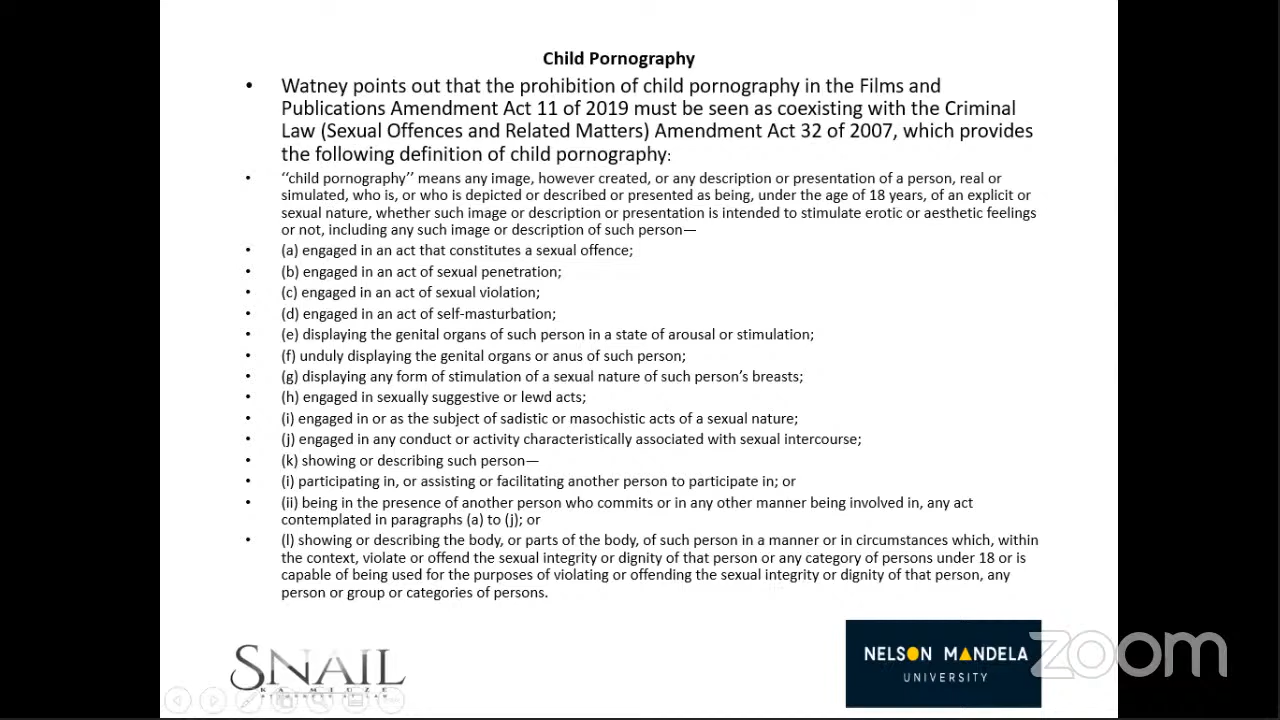 Child Pornography
• Watney points out that the prohibition of child pornography in the Films and
Publications Amendment Act 11 of 2019 must be seen as coexisting with the Criminal
Law (Sexual Offences and Related Matters) Amendment Act 32 of 2007, which provides
the following definition of child pornography:
• ‘‘child pornography’’ means any image, however created, or any description or presentation of a person, real or
simulated, who is, or who is depicted or described or presented as being, under the age of 18 years, of an explicit or
sexual nature, whether such image or description or presentation is intended to stimulate erotic or aesthetic feelings
or not, including any such image or description of such person—
• (a) engaged in an act that constitutes a sexual offence;
• (b) engaged in an act of sexual penetration;
• (c) engaged in an act of sexual violation;
• (d) engaged in an act of self-masturbation;
• (e) displaying the genital organs of such person in a state of arousal or stimulation;
• (f) unduly displaying the genital organs or anus of such person;
• (g) displaying any form of stimulation of a sexual nature of such person’s breasts;
• (h) engaged in sexually suggestive or lewd acts;
• (i) engaged in or as the subject of sadistic or masochistic acts of a sexual nature;
• (j) engaged in any conduct or activity characteristically associated with sexual intercourse;
• (k) showing or describing such person—
• (i) participating in, or assisting or facilitating another person to participate in; or
• (ii) being in the presence of another person who commits or in any other manner being involved in, any act
contemplated in paragraphs (a) to (j); or
• (l) showing or describing the body, or parts of the body, of such person in a manner or in circumstances which, within
the context, violate or offend the sexual integrity or dignity of that person or any category of persons under 18 or is
capable of being used for the purposes of violating or offending the sexual integrity or dignity of that person, any
person or group or categories of persons.
SNAIL
NELSON MANDELA
UNIVERSITY
zoom